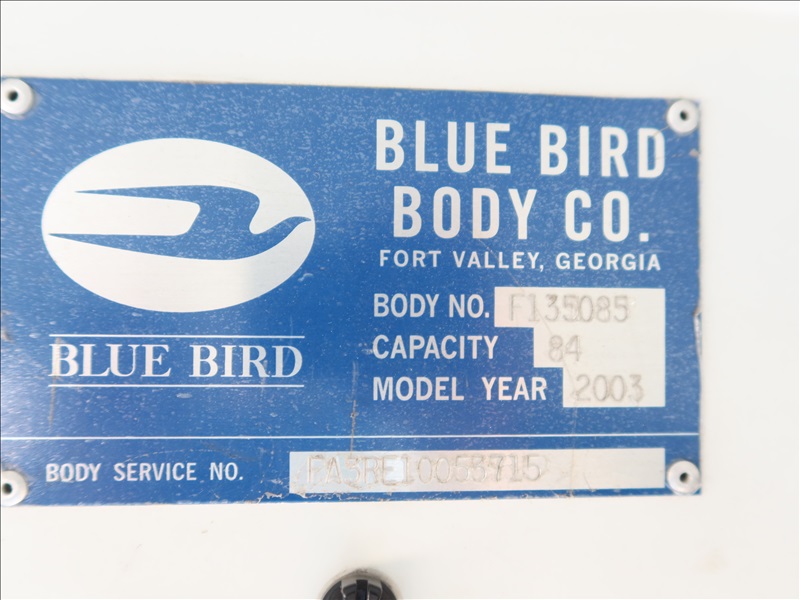 BLUE BIRD
BODY CO.
FORT VALLEY, GEORGIA
BODY NO. F135085
CAPACITY 84
MODEL YEAR 2003
BLUE BIRD
BODY SERVICE NO.